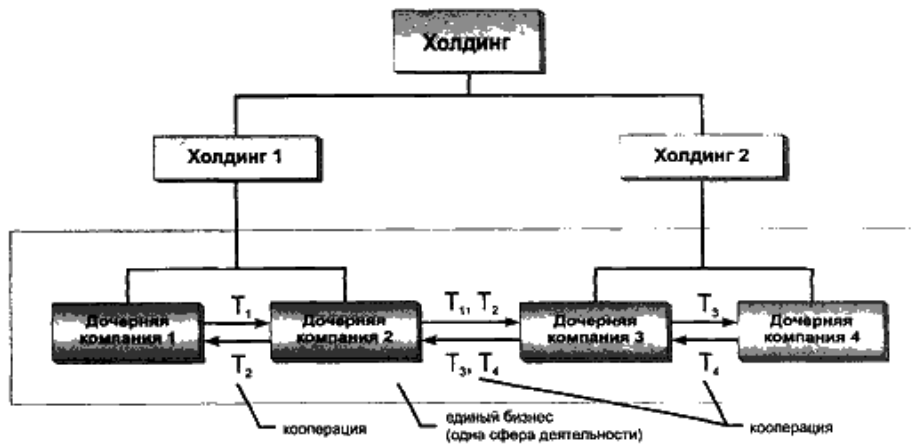 Холдинг
Холдинг 1
Холдинг 2
T₁
T₁, T₂
T₃
Дочерняя
компания 1
Дочерняя
компания 2
Дочерняя
компания 3
Дочерняя
компания 4
T₂
T₃, T₄
T₄
кооперация
единый бизнес
(одна сфера деятельности)
кооперация